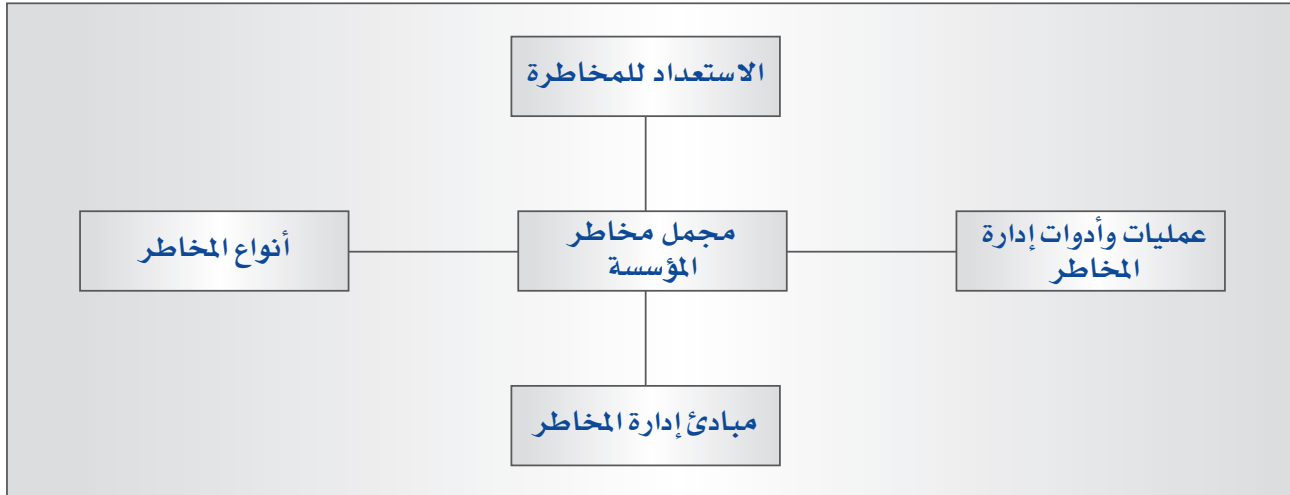 الاستعداد للمخاطرة
أنواع المخاطر
مجمل مخاطر
المؤسسة
عمليات وأدوات إدارة
المخاطر
مبادئ إدارة المخاطر